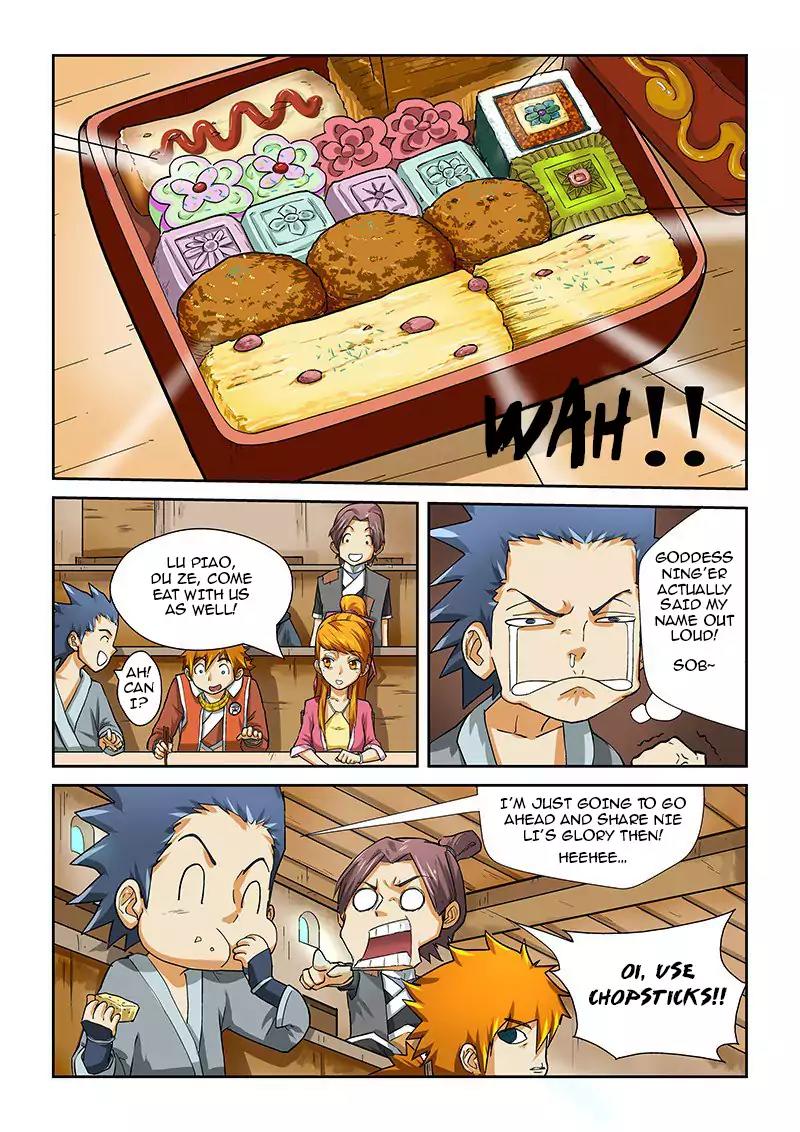 WAH!!
LU PIAO,
DU ZE, COME
EAT WITH US
AS WELL!
AH!
CAN
I?
GODDESS
NING'ER
ACTUALLY
SAID MY
NAME OUT
LOUD!
SOB~
I'M JUST GOING TO GO
AHEAD AND SHARE NIE
LI'S GLORY THEN!
HEEHEE...
OI, USE
CHOPSTICKS!!